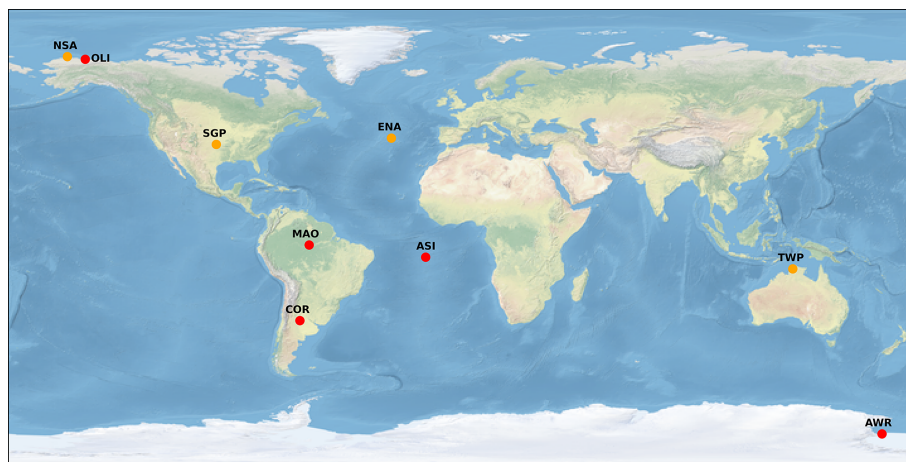 NSA
OLI
SGP
ENA
MAO
ASI
TWP
COR
AWR